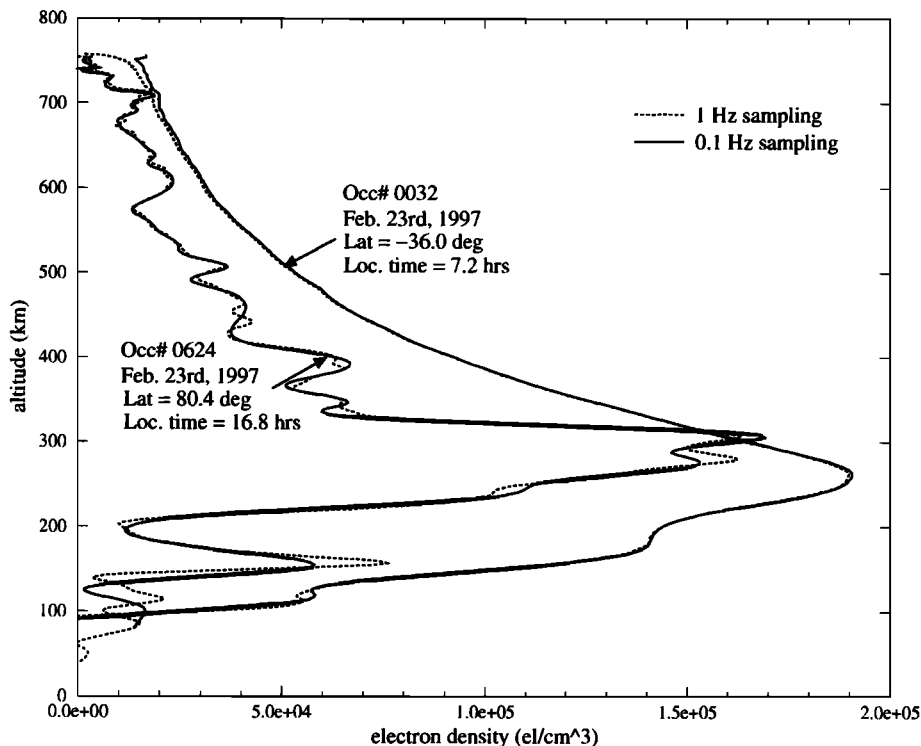 800
700
600
500
400
300
200
100
0
altitude (km)
1 Hz sampling
0.1 Hz sampling
Occ# 0032
Feb. 23rd, 1997
Lat = −36.0 deg
Loc. time = 7.2 hrs
Occ# 0624
Feb. 23rd, 1997
Lat = 80.4 deg
Loc. time = 16.8 hrs
0.0e+00 5.0e+04 1.0e+05 1.5e+05 2.0e+05
electron density (el/cm^3)